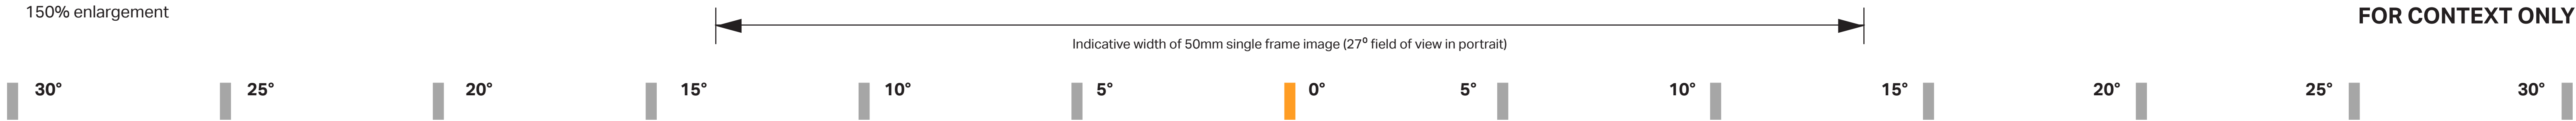 150% enlargement
FOR CONTEXT ONLY
Indicative width of 50mm single frame image (27° field of view in portrait)
30° 25° 20° 15° 10° 5° 0° 5° 10° 15° 20° 25° 30°